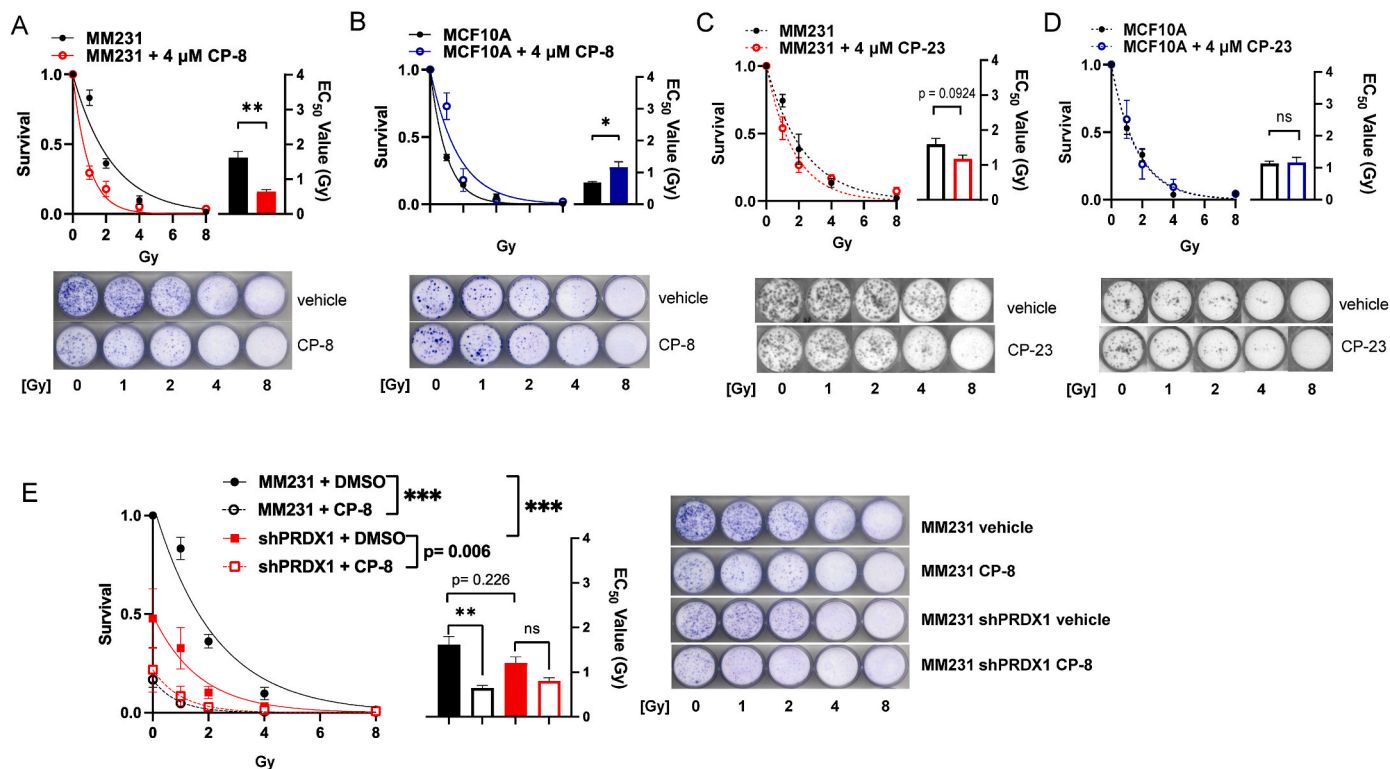 A
MM231
MM231 + 4 µM CP-8
Survival
1.0
0.5
0.0
0 2 4 8
Gy
**
4
3
2
1
0
EC50 Value (Gy)
vehicle
CP-8
[Gy] 0 1 2 4 8
B
MCF10A
MCF10A + 4 µM CP-8
Survival
1.0
0.5
0.0
*
4
3
2
1
0
EC50 Value (Gy)
vehicle
CP-8
[Gy] 0 1 2 4 8
C
MM231
MM231 + 4 µM CP-23
Survival
1.0
0.5
0.0
0 2 4 8
Gy
p = 0.0924
4
3
2
1
0
EC50 Value (Gy)
vehicle
CP-23
[Gy] 0 1 2 4 8
D
MCF10A
MCF10A + 4 µM CP-23
Survival
1.0
0.5
0.0
0 2 4 8
Gy
ns
4
3
2
1
0
EC50 Value (Gy)
vehicle
CP-23
[Gy] 0 1 2 4 8
E
MM231 + DMSO
MM231 + CP-8
shPRDX1 + DMSO
shPRDX1 + CP-8
***
***
p= 0.006
Survival
1.0
0.5
0.0
0 2 4 8
Gy
p= 0.226
**
ns
4
3
2
1
0
EC50 Value (Gy)
MM231 vehicle
MM231 CP-8
MM231 shPRDX1 vehicle
MM231 shPRDX1 CP-8
[Gy] 0 1 2 4 8